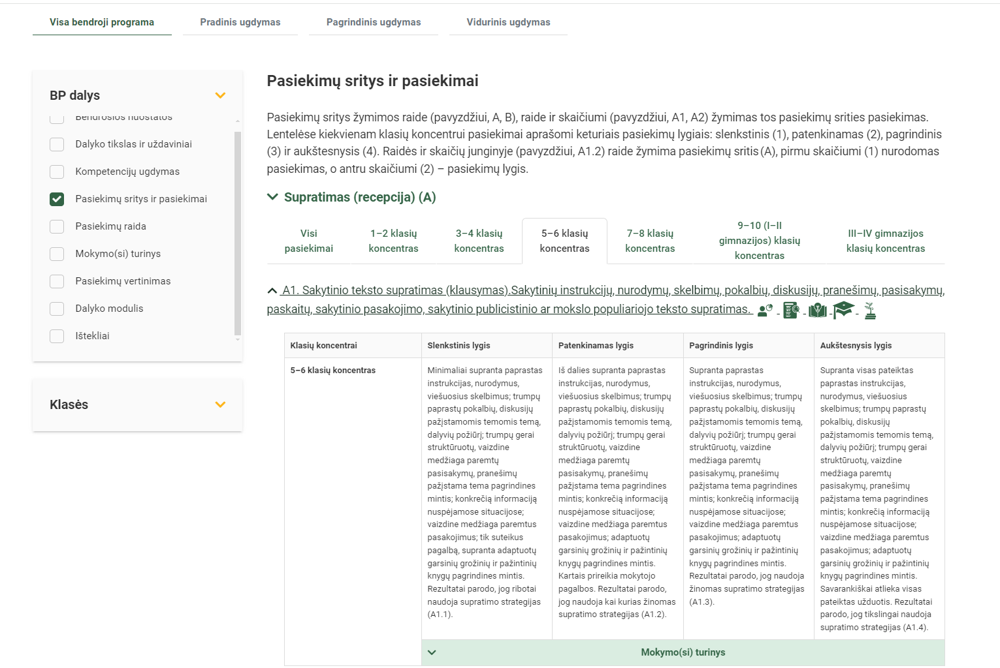 Visa bendroji programa
Pradinis ugdymas
Pagrindinis ugdymas
Vidurinis ugdymas
BP dalys
Bendrosios nuostatos
Dalyko tikslas ir uždaviniai
Kompetencijų ugdymas
Pasiekimų sritys ir pasiekimai
Pasiekimų raida
Mokymo(si) turinys
Pasiekimų vertinimas
Dalyko modulis
Ištekliai
Klasės
Pasiekimų sritys ir pasiekimai
Pasiekimų sritys žymimos raide (pavyzdžiui, A, B), raide ir skaičiumi (pavyzdžiui, A1, A2) žymimas tos pasiekimų srities pasiekimas.
Lentelėse kiekvienam klasių koncentrui pasiekimai aprašomi keturiais pasiekimų lygiais: slenkstinis (1), patenkinamas (2), pagrindinis
(3) ir aukštesnysis (4). Raidės ir skaičių junginyje (pavyzdžiui, A1.2) raide žymima pasiekimų sritis (A), pirmu skaičiumi (1) nurodomas
pasiekimas, o antru skaičiumi (2) – pasiekimų lygis.
Supratimas (recepcija) (A)
Visi
pasiekimai
1–2 klasių
koncentras
3–4 klasių
koncentras
5–6 klasių
koncentras
7–8 klasių
koncentras
9–10 (I–II
gimnazijos) klasių
koncentras
III–IV gimnazijos
klasių koncentras
A1. Sakytinio teksto supratimas (klausymas).Sakytinių instrukcijų, nurodymų, skelbimų, pokalbių, diskusijų, pranešimų, pasisakymų,
paskaitų, sakytinio pasakojimo, sakytinio publicistinio ar mokslo populiariojo teksto supratimas.
Klasių koncentrai
Slenkstinis lygis
Patenkinamas lygis
Pagrindinis lygis
Aukštesnysis lygis
5–6 klasių koncentras
Minimaliai supranta paprastas
instrukcijas, nurodymus,
viešuosius skelbimus; trumpų
paprastų pokalbių, diskusijų
pažįstamomis temomis temą,
dalyvių požiūrį; trumpų gerai
struktūruotų, vaizdine
medžiaga paremtų
pasisakymų, pranešimų
pažįstama tema pagrindines
mintis; konkrečią informaciją
nuspėjamose situacijose;
vaizdine medžiaga paremtus
pasakojimus; tik suteikus
pagalbą, supranta adaptuotų
garsinių grožinių ir pažintinių
knygų pagrindines mintis.
Rezultatai parodo, jog ribotai
naudoja supratimo strategijas
(A1.1).
Iš dalies supranta paprastas
instrukcijas, nurodymus,
viešuosius skelbimus; trumpų
paprastų pokalbių, diskusijų
pažįstamomis temomis temą,
dalyvių požiūrį; trumpų gerai
struktūruotų, vaizdine
medžiaga paremtų
pasisakymų, pranešimų
pažįstama tema pagrindines
mintis; konkrečią informaciją
nuspėjamose situacijose;
vaizdine medžiaga paremtus
pasakojimus; adaptuotų
garsinių grožinių ir pažintinių
knygų pagrindines mintis.
Kartais prireikia mokytojo
pagalbos. Rezultatai parodo,
jog naudoja kai kurias žinomas
supratimo strategijas (A1.2).
Supranta paprastas
instrukcijas, nurodymus,
viešuosius skelbimus; trumpų
paprastų pokalbių, diskusijų
pažįstamomis temomis temą,
dalyvių požiūrį; trumpų gerai
struktūruotų, vaizdine
medžiaga paremtų
pasisakymų, pranešimų
pažįstama tema pagrindines
mintis; konkrečią informaciją
nuspėjamose situacijose;
vaizdine medžiaga paremtus
pasakojimus; adaptuotų
garsinių grožinių ir pažintinių
knygų pagrindines mintis.
Rezultatai parodo, jog naudoja
žinomas supratimo strategijas
(A1.3).
Supranta visas pateiktas
paprastas instrukcijas,
nurodymus, viešuosius
skelbimus; trumpų paprastų
pokalbių, diskusijų
pažįstamomis temomis temą,
dalyvių požiūrį; trumpų gerai
struktūruotų, vaizdine
medžiaga paremtų
pasisakymų, pranešimų
pažįstama tema pagrindines
mintis; konkrečią informaciją
nuspėjamose situacijose;
vaizdine medžiaga paremtus
pasakojimus; adaptuotų
garsinių grožinių ir pažintinių
knygų pagrindines mintis.
Savarankiškai atlieka visas
pateiktas užduotis. Rezultatai
parodo, jog tikslingai naudoja
supratimo strategijas (A1.4).
Mokymo(si) turinys